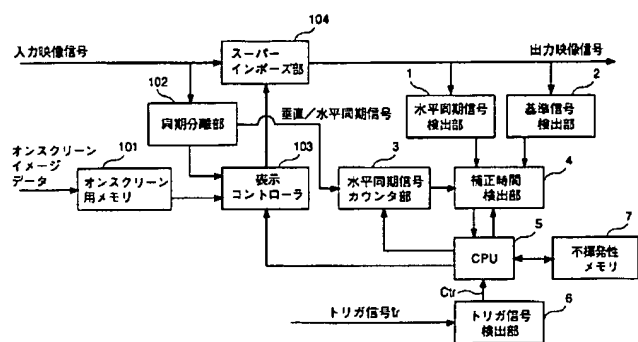 104
入力映像信号
スーパー
インポーズ部
出力映像信号
102
1
2
同期分離部
垂直／水平同期信号
水平同期信号
検出部
基準信号
検出部
オンスクリーン
イメージ
データ
101
103
3
4
オンスクリーン
用メモリ
表示
コントローラ
水平同期信号
カウンタ部
補正時間
検出部
5
7
CPU
不揮発性
メモリ
Ctr
6
トリガ信号tr
トリガ信号
検出部